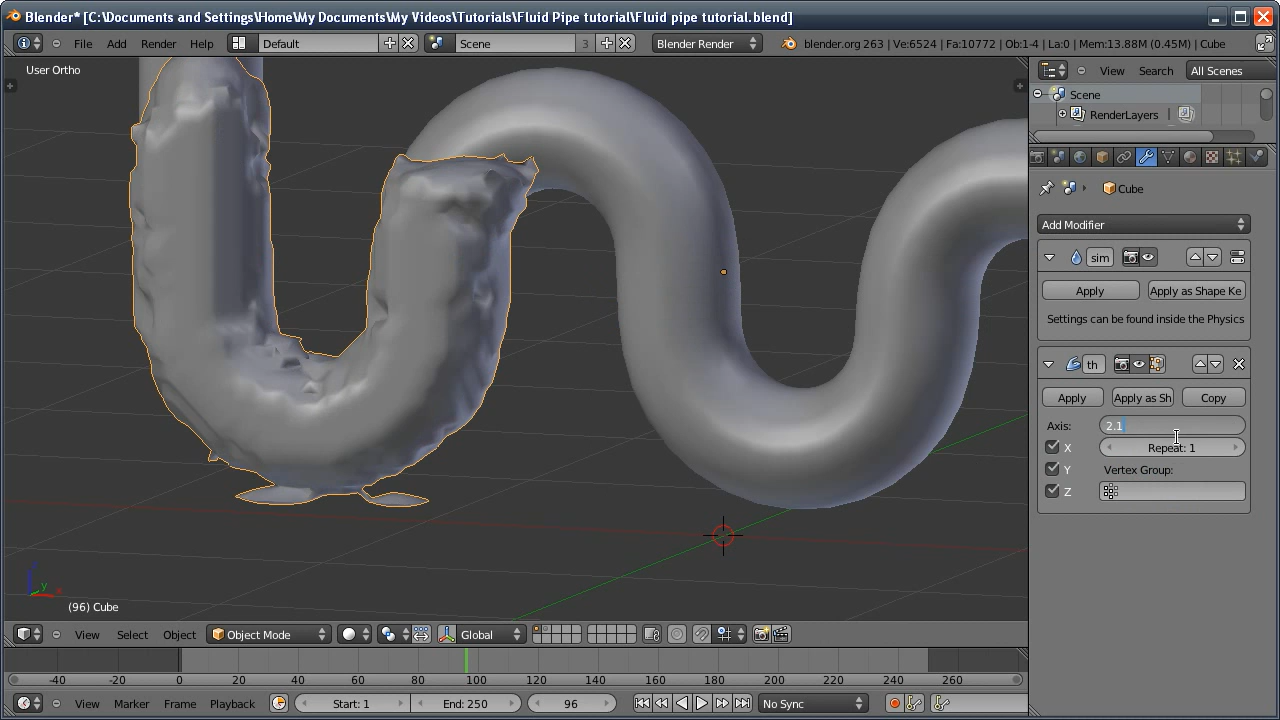 Blender* [C:\Documents and Settings\Home\My Documents\My Videos\Tutorials\Fluid Pipe tutorial\Fluid pipe tutorial.blend]
File Add Render Help Default Scene 3 Blender Render blender.org 263 | Ve:6524 | Fa:10772 | Ob:1-4 | La:0 | Mem:13.88M (0.45M) | Cube
User Ortho
View Search All Scenes
Scene
RenderLayers |
Cube
Add Modifier
sim
Apply Apply as Shape Ke
Settings can be found inside the Physics
th
Apply Apply as Sh Copy
Axis: 2.1
X Repeat: 1
Y Vertex Group:
Z
z
y
x
(96) Cube
View Select Object Object Mode Global
-40 -20 0 20 40 60 80 100 120 140 160 180 200 220 240 260
View Marker Frame Playback Start: 1 End: 250 96 No Sync